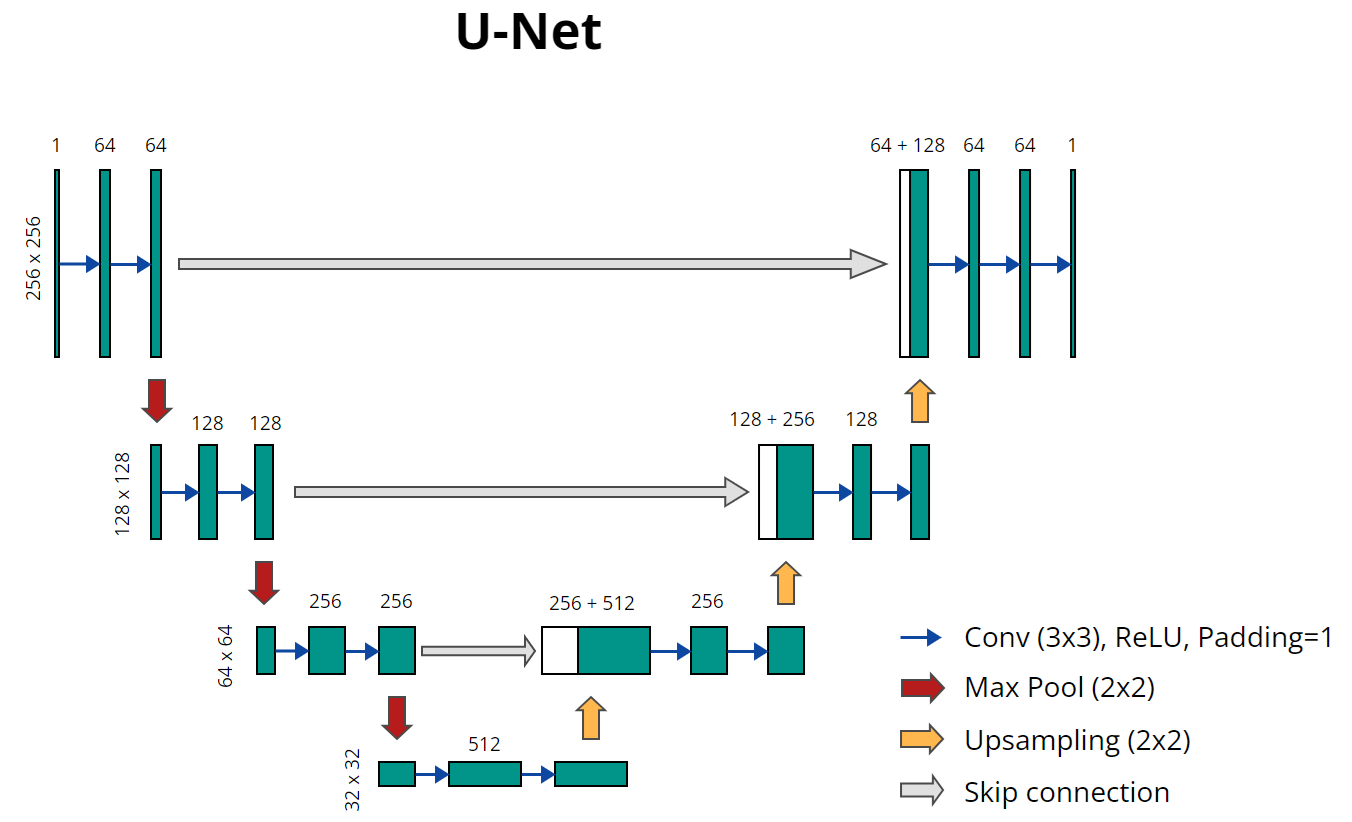 U-Net
1
64
64
64 + 128
64
64
1
256 x 256
128
128
128 + 256
128
128 x 128
256
256
256 + 512
256
64 x 64
512
32 x 32
Conv (3x3), ReLU, Padding=1
Max Pool (2x2)
Upsampling (2x2)
Skip connection